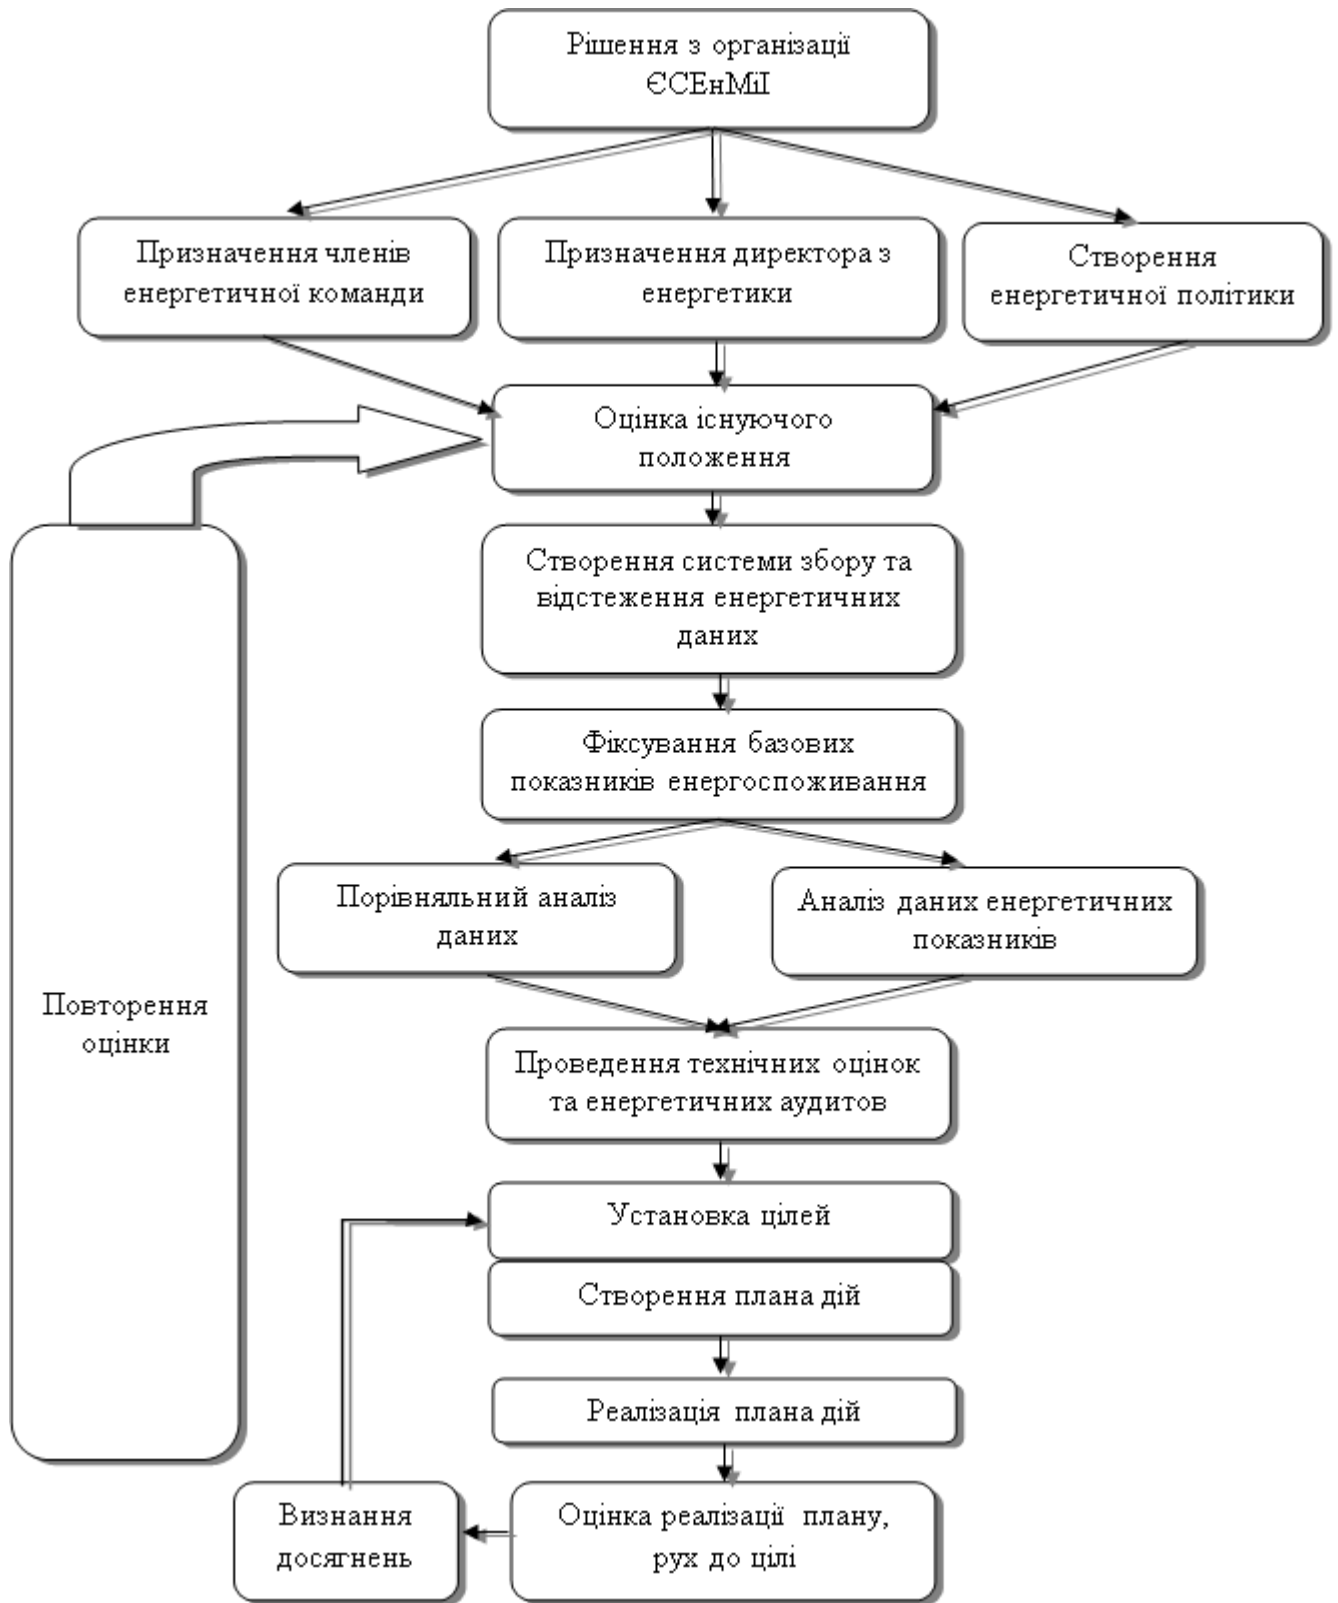 Рішення з організації
ЄСЕнМіІ
Призначення членів
енергетичної команди
Призначення директора з
енергетики
Створення
енергетичної політики
Оцінка існуючого
положення
Створення системи збору та
відстеження енергетичних
даних
Фіксування базових
показників енергоспоживання
Порівняльний аналіз
даних
Аналіз даних енергетичних
показників
Повторення
оцінки
Проведення технічних оцінок
та енергетичних аудитов
Установка цілей
Створення плана дій
Реалізація плана дій
Визнання
досягнень
Оцінка реалізації плану,
рух до цілі